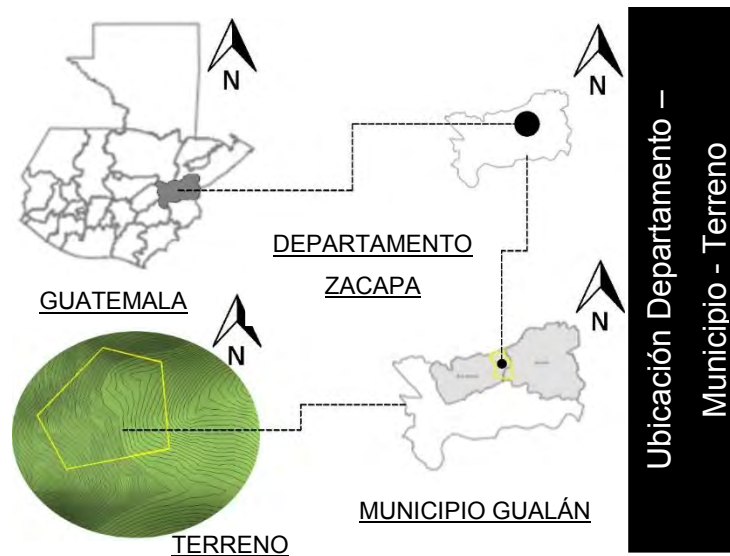 N
N
DEPARTAMENTO
ZACAPA
GUATEMALA
N
N
MUNICIPIO GUALÁN
TERRENO
Ubicación Departamento –
Municipio - Terreno